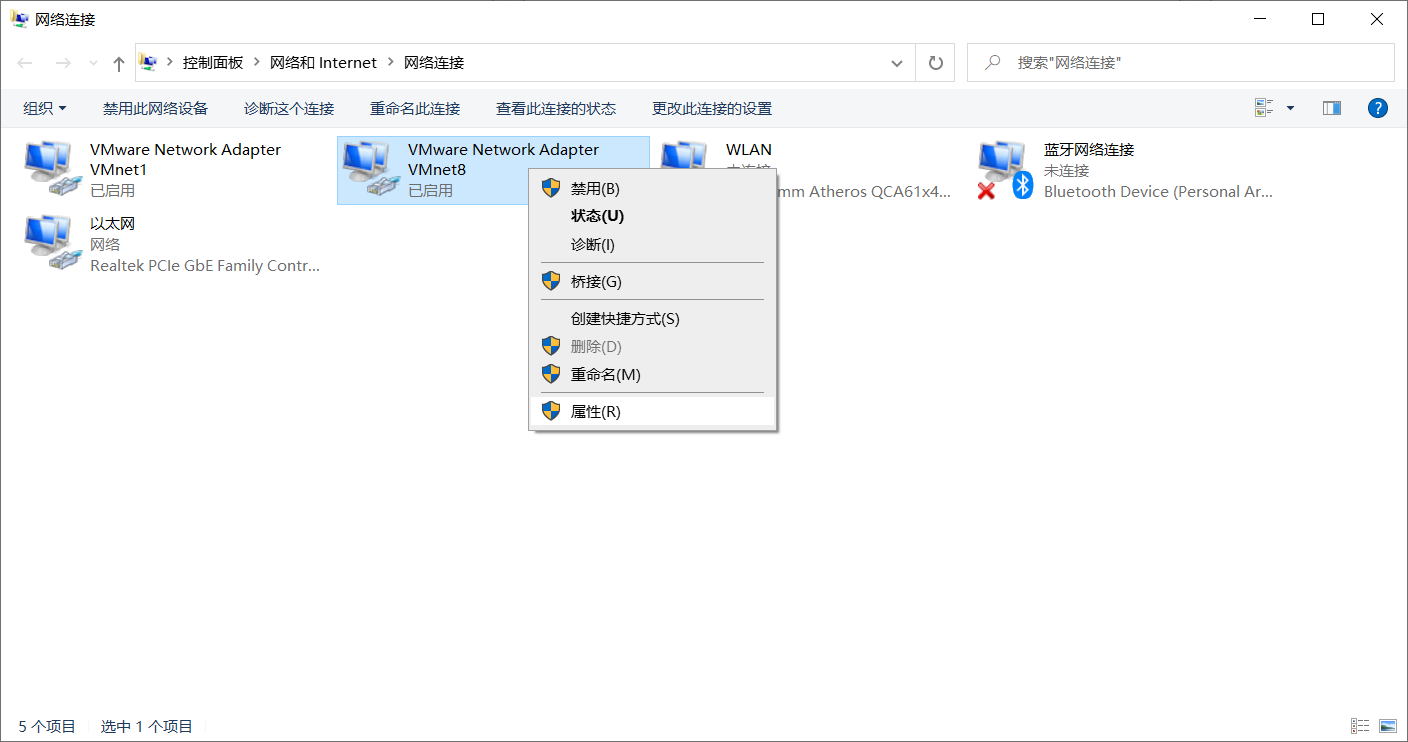 网络连接
控制面板 网络和 Internet 网络连接
搜索"网络连接"
组织 禁用此网络设备 诊断这个连接 重命名此连接 查看此连接的状态 更改此连接的设置
VMware Network Adapter
VMnet1
已启用
VMware Network Adapter
VMnet8
已启用
WLAN
mm Atheros QCA61x4...
蓝牙网络连接
未连接
Bluetooth Device (Personal Ar...
以太网
网络
Realtek PCIe GbE Family Contr...
禁用(B)
状态(U)
诊断(I)
桥接(G)
创建快捷方式(S)
删除(D)
重命名(M)
属性(R)
5 个项目 选中 1 个项目